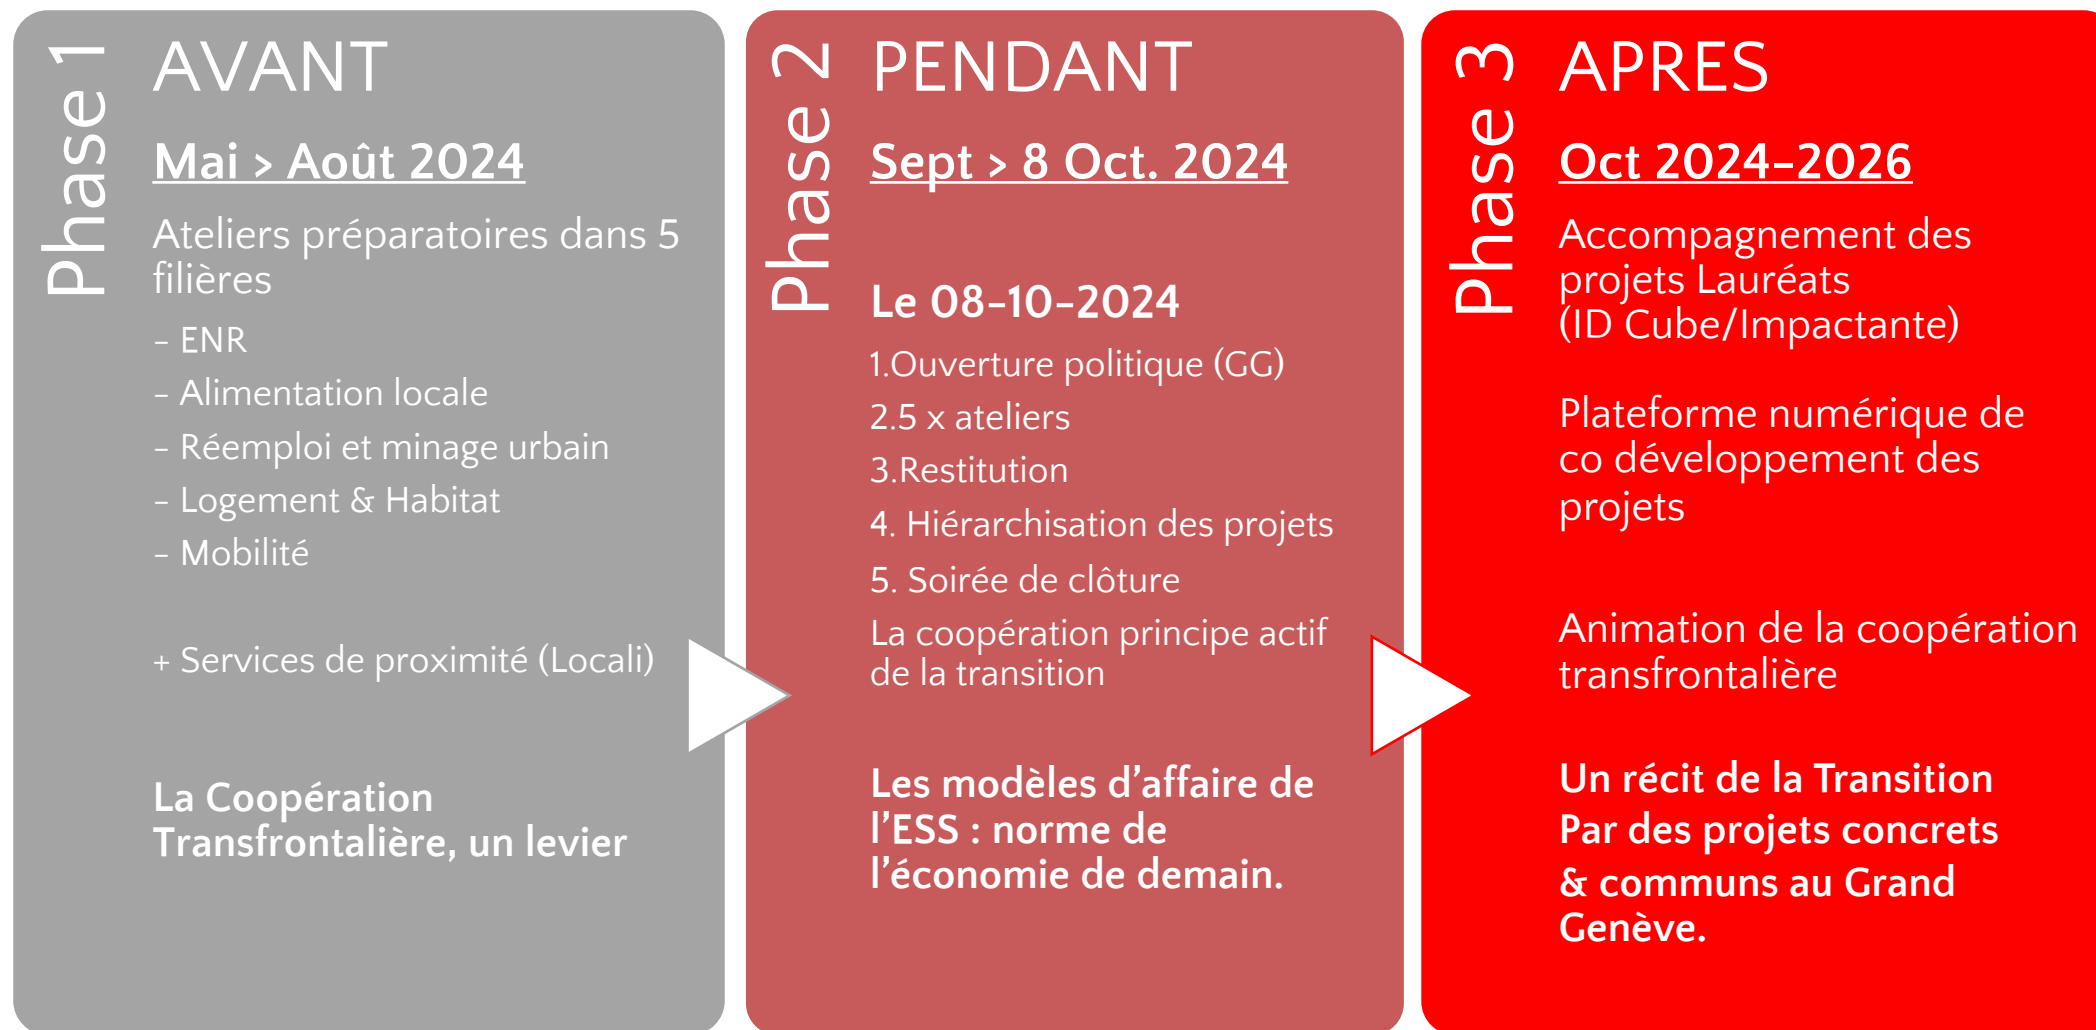 Phase 1
AVANT
Mai > Août 2024
Ateliers préparatoires dans 5
filières
- ENR
- Alimentation locale
- Réemploi et minage urbain
- Logement & Habitat
- Mobilité
+ Services de proximité (Locali)
La Coopération
Transfrontalière, un levier
Phase 2
PENDANT
Sept > 8 Oct. 2024
Le 08-10-2024
1.Ouverture politique (GG)
2.5 x ateliers
3.Restitution
4. Hiérarchisation des projets
5. Soirée de clôture
La coopération principe actif
de la transition
Les modèles d’affaire de
l’ESS : norme de
l’économie de demain.
Phase 3
APRES
Oct 2024-2026
Accompagnement des
projets Lauréats
(ID Cube/Impactante)
Plateforme numérique de
co développement des
projets
Animation de la coopération
transfrontalière
Un récit de la Transition
Par des projets concrets
& communs au Grand
Genève.